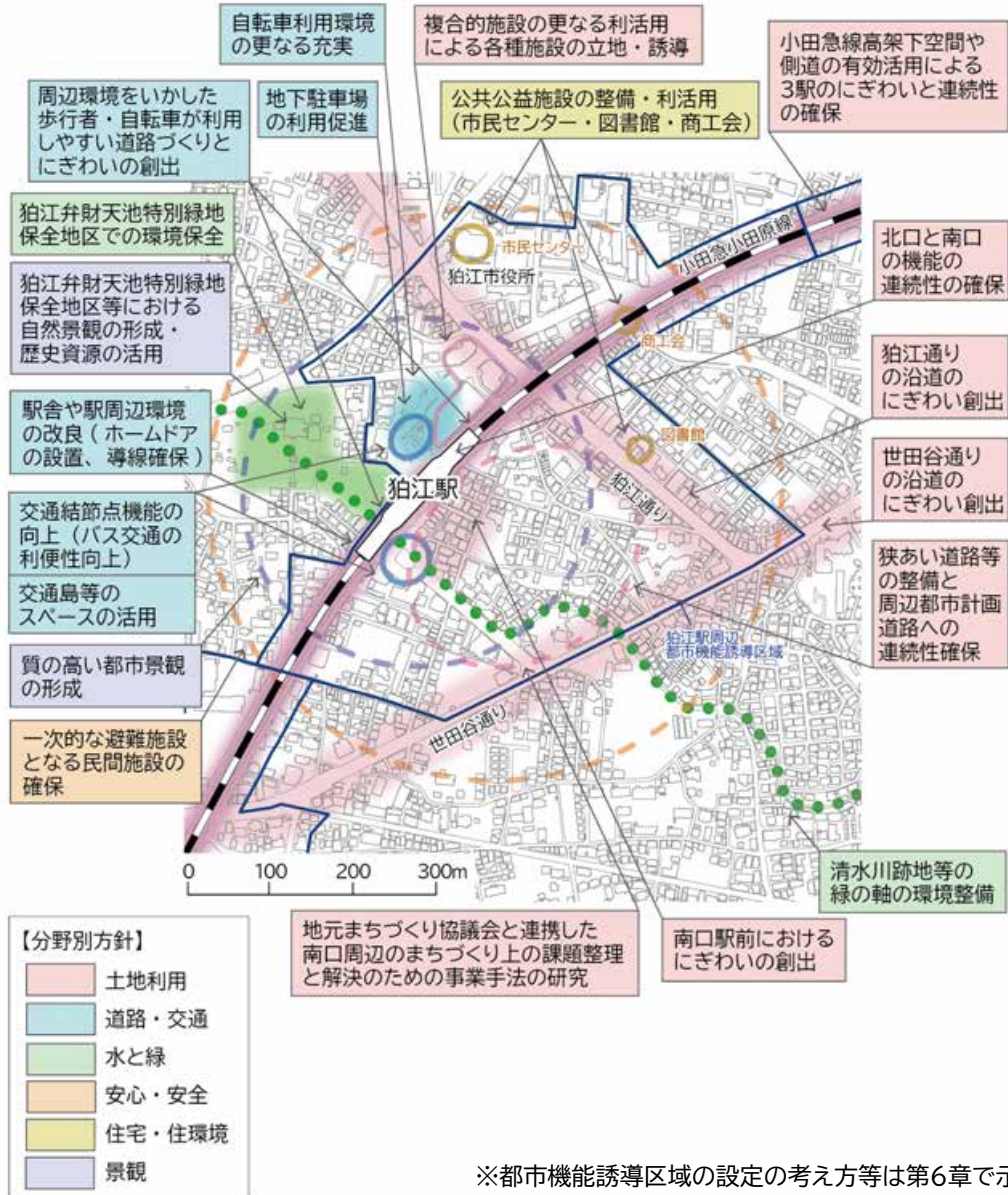 自転車利用環境
の更なる充実
複合的施設の更なる利活用
による各種施設の立地・誘導
小田急線高架下空間や
側道の有効活用による
3駅のにぎわいと連続性
の確保
周辺環境をいかした
歩行者・自転車が利用
しやすい道路づくりと
にぎわいの創出
地下駐車場
の利用促進
公共公益施設の整備・利活用
(市民センター・図書館・商工会)
狛江弁財天池特別緑地
保全地区での環境保全
狛江弁財天池特別緑地
保全地区等における
自然景観の形成・
歴史資源の活用
駅舎や駅周辺環境
の改良(ホームドア
の設置、導線確保)
交通結節点機能の
向上(バス交通の
利便性向上)
交通島等の
スペースの活用
質の高い都市景観
の形成
一次的な避難施設
となる民間施設の
確保
市民センター
狛江市役所
小田急小田原線
商工会
図書館
狛江駅
狛江通り
狛江駅周辺
都市機能誘導区域
世田谷通り
北口と南口
の機能の
連続性の確保
狛江通り
の沿道の
にぎわい創出
世田谷通り
の沿道の
にぎわい創出
狭あい道路等
の整備と
周辺都市計画
道路への
連続性確保
0 100 200 300m
清水川跡地等の
緑の軸の環境整備
地元まちづくり協議会と連携した
南口周辺のまちづくり上の課題整理
と解決のための事業手法の研究
南口駅前における
にぎわいの創出
【分野別方針】
土地利用
道路・交通
水と緑
安心・安全
住宅・住環境
景観
※都市機能誘導区域の設定の考え方等は第6章で